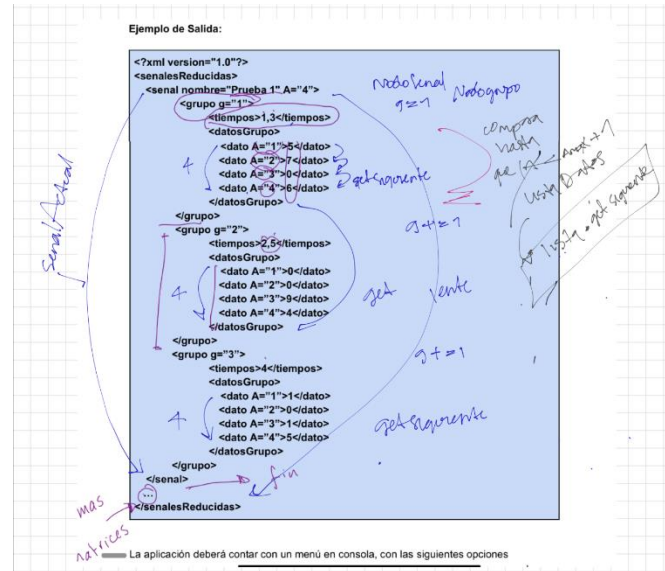 Ejemplo de Salida:
<?xml version="1.0"?>
<senalesReducidas>
<senal nombre="Prueba 1" A="4">
<grupo g="1">
<tiempos>1,3</tiempos>
<datosGrupo>
<dato A="1">5</dato>
<dato A="2">7</dato>
<dato A="3">0</dato>
<dato A="4">6</dato>
</datosGrupo>
</grupo>
<grupo g="2">
<tiempos>2,5</tiempos>
<datosGrupo>
<dato A="1">0</dato>
<dato A="2">0</dato>
<dato A="3">9</dato>
<dato A="4">4</dato>
</datosGrupo>
</grupo>
<grupo g="3">
<tiempos>4</tiempos>
<datosGrupo>
<dato A="1">1</dato>
<dato A="2">0</dato>
<dato A="3">1</dato>
<dato A="4">5</dato>
</datosGrupo>
</grupo>
</senal>
...
</senalesReducidas>
La aplicación deberá contar con un menú en consola, con las siguientes opciones
senalActual
NodoSenal
g=1 Nodogrupo
compara
hasta
que
lista Datos
4
getsiguiente
g+=1
4
get
g+=1
4
getsiguiente
fin
mas
matrices